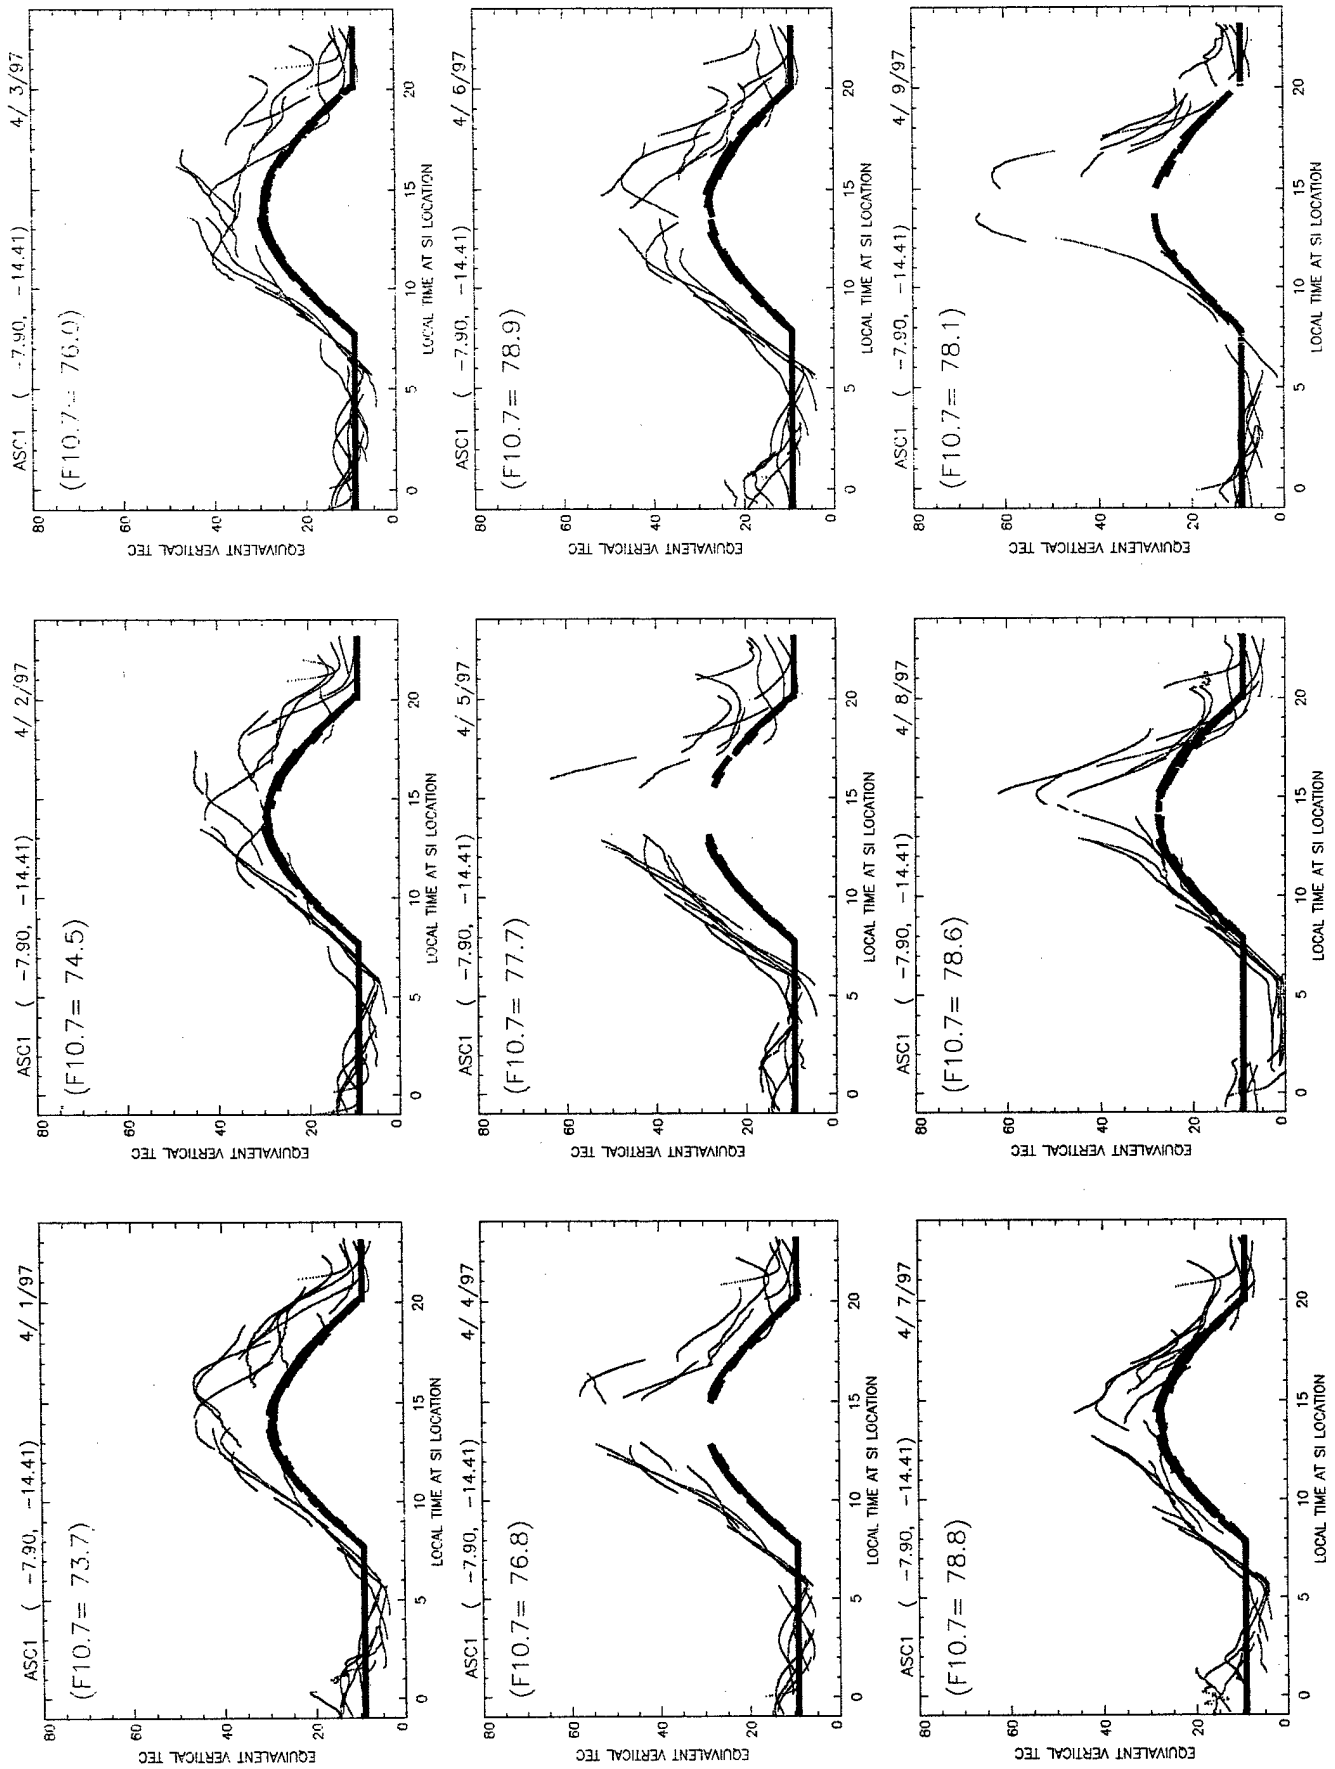 ASC1 ( -7.90, -14.41) 4/ 1/97
(F10.7= 73.7)
EQUIVALENT VERTICAL TEC
80
60
40
20
0
0 5 10 15 20
LOCAL TIME AT SI LOCATION
ASC1 ( -7.90, -14.41) 4/ 2/97
(F10.7= 74.5)
EQUIVALENT VERTICAL TEC
80
60
40
20
0
0 5 10 15 20
LOCAL TIME AT SI LOCATION
ASC1 ( -7.90, -14.41) 4/ 3/97
(F10.7= 76.0)
EQUIVALENT VERTICAL TEC
80
60
40
20
0
0 5 10 15 20
LOCAL TIME AT SI LOCATION
ASC1 ( -7.90, -14.41) 4/ 4/97
(F10.7= 76.8)
EQUIVALENT VERTICAL TEC
80
60
40
20
0
0 5 10 15 20
LOCAL TIME AT SI LOCATION
ASC1 ( -7.90, -14.41) 4/ 5/97
(F10.7= 77.7)
EQUIVALENT VERTICAL TEC
80
60
40
20
0
0 5 10 15 20
LOCAL TIME AT SI LOCATION
ASC1 ( -7.90, -14.41) 4/ 6/97
(F10.7= 78.9)
EQUIVALENT VERTICAL TEC
80
60
40
20
0
0 5 10 15 20
LOCAL TIME AT SI LOCATION
ASC1 ( -7.90, -14.41) 4/ 7/97
(F10.7= 78.8)
EQUIVALENT VERTICAL TEC
80
60
40
20
0
0 5 10 15 20
LOCAL TIME AT SI LOCATION
ASC1 ( -7.90, -14.41) 4/ 8/97
(F10.7= 78.6)
EQUIVALENT VERTICAL TEC
80
60
40
20
0
0 5 10 15 20
LOCAL TIME AT SI LOCATION
ASC1 ( -7.90, -14.41) 4/ 9/97
(F10.7= 78.1)
EQUIVALENT VERTICAL TEC
80
60
40
20
0
0 5 10 15 20
LOCAL TIME AT SI LOCATION